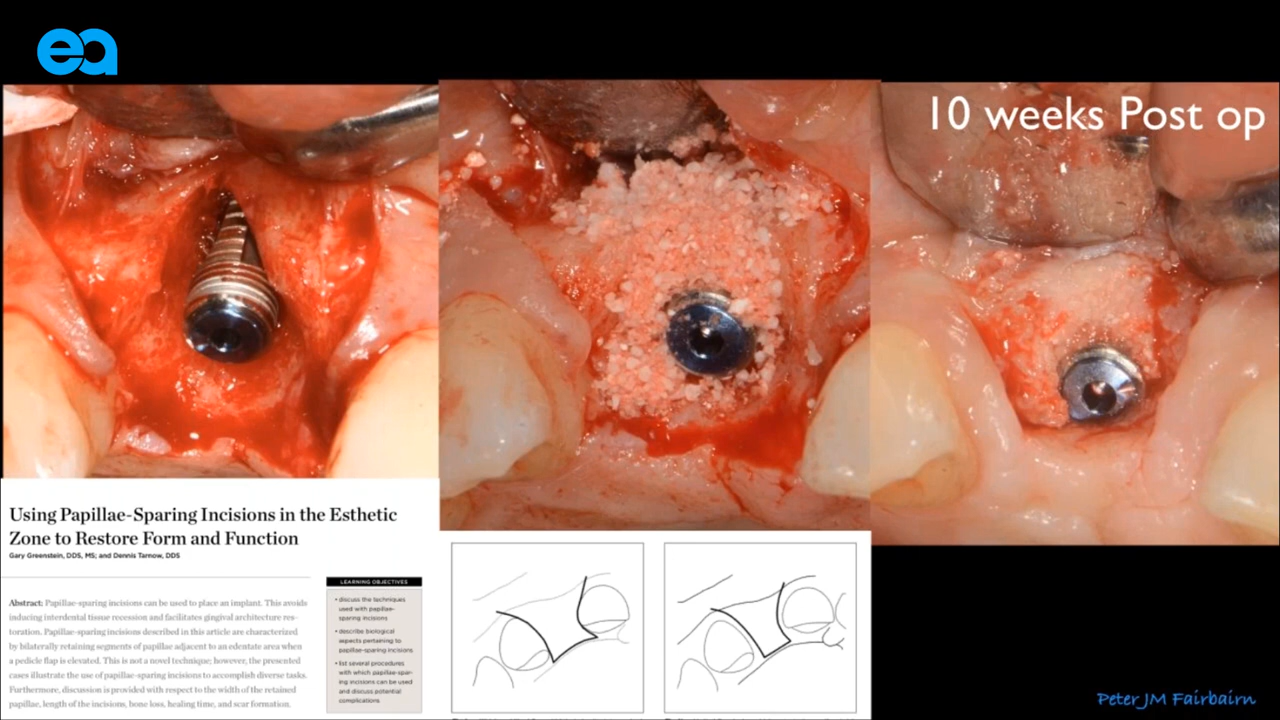 ea
10 weeks Post op
Using Papillae-Sparing Incisions in the Esthetic
Zone to Restore Form and Function
Gary Greenstein, DDS, MS; and Dennis Tarnow, DDS
Abstract: Papillae-sparing incisions can be used to place an implant. This avoids
inducing interdental tissue recession and facilitates gingival architecture res-
toration. Papillae-sparing incisions described in this article are characterized
by bilaterally retaining segments of papillae adjacent to an edentate area when
a pedicle flap is elevated. This is not a novel technique; however, the presented
cases illustrate the use of papillae-sparing incisions to accomplish diverse tasks.
Furthermore, discussion is provided with respect to the width of the retained
papillae, length of the incisions, bone loss, healing time, and scar formation.
LEARNING OBJECTIVES
• discuss the techniques
used with papillae-
sparing incisions
• describe biological
aspects pertaining to
papillae-sparing incisions
• list several procedures
with which papillae-spar-
ing incisions can be used
and discuss potential
complications
Peter JM Fairbairn